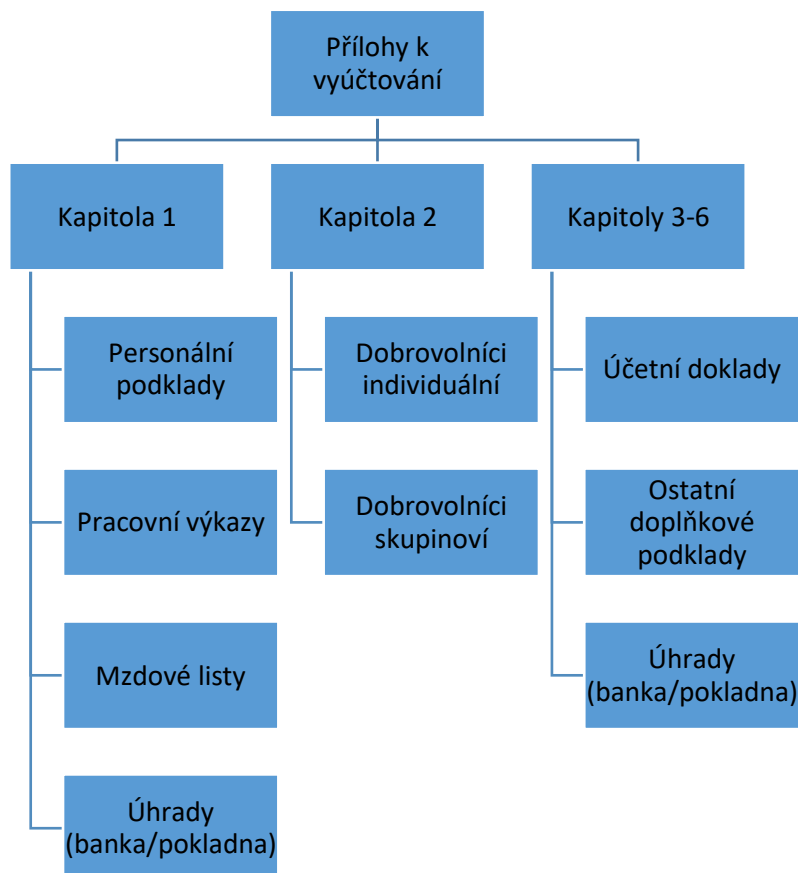 Přílohy k
vyúčtování
Kapitola 1
Kapitola 2
Kapitoly 3-6
Personální
podklady
Dobrovolníci
individuální
Účetní doklady
Pracovní výkazy
Dobrovolníci
skupinoví
Ostatní
doplňkové
podklady
Mzdové listy
Úhrady
(banka/pokladna)
Úhrady
(banka/pokladna)